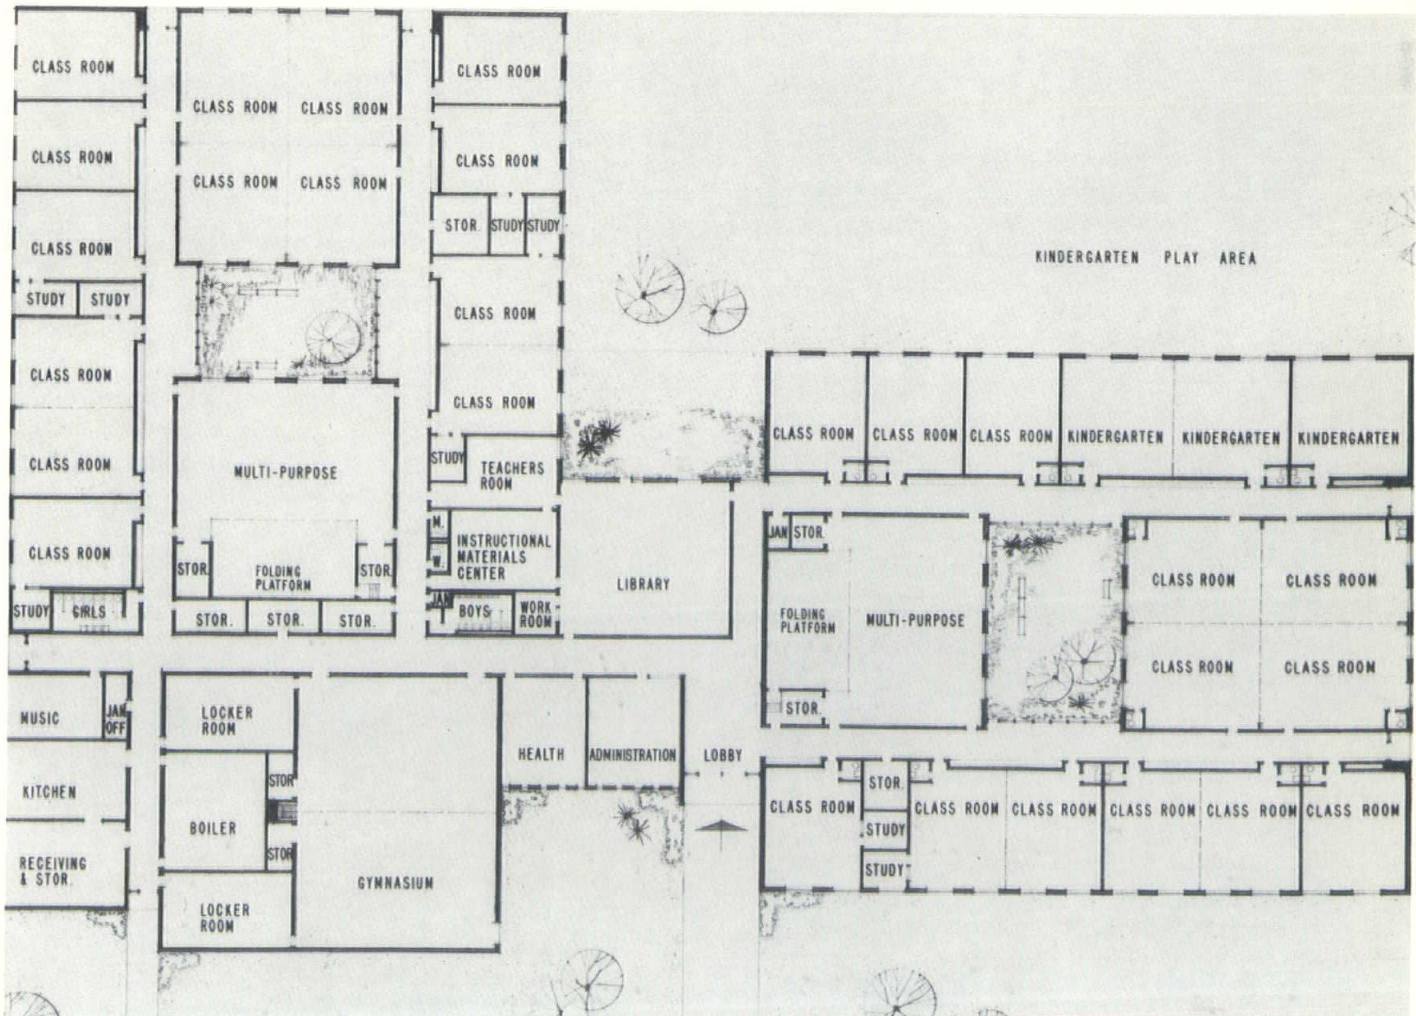 CLASS ROOM
CLASS ROOM
CLASS ROOM
STUDY STUDY
CLASS ROOM
CLASS ROOM
CLASS ROOM
STUDY GIRLS
CLASS ROOM CLASS ROOM
CLASS ROOM CLASS ROOM
MULTI-PURPOSE
STOR. FOLDING
PLATFORM STOR.
STOR. STOR. STOR.
CLASS ROOM
CLASS ROOM
STOR. STUDY STUDY
CLASS ROOM
CLASS ROOM
STUDY
TEACHERS
ROOM
M.
W.
INSTRUCTIONAL
MATERIALS
CENTER
JAN
BOYS
WORK
ROOM
LIBRARY
KINDERGARTEN PLAY AREA
CLASS ROOM CLASS ROOM CLASS ROOM KINDERGARTEN KINDERGARTEN KINDERGARTEN
JAN STOR.
FOLDING
PLATFORM
MULTI-PURPOSE
STOR.
CLASS ROOM CLASS ROOM
CLASS ROOM CLASS ROOM
MUSIC
JAN
OFF
KITCHEN
RECEIVING
& STOR.
LOCKER
ROOM
STOR
BOILER
STOR
LOCKER
ROOM
GYMNASIUM
HEALTH
ADMINISTRATION
LOBBY
CLASS ROOM
STOR.
STUDY
STUDY
CLASS ROOM CLASS ROOM CLASS ROOM CLASS ROOM CLASS ROOM